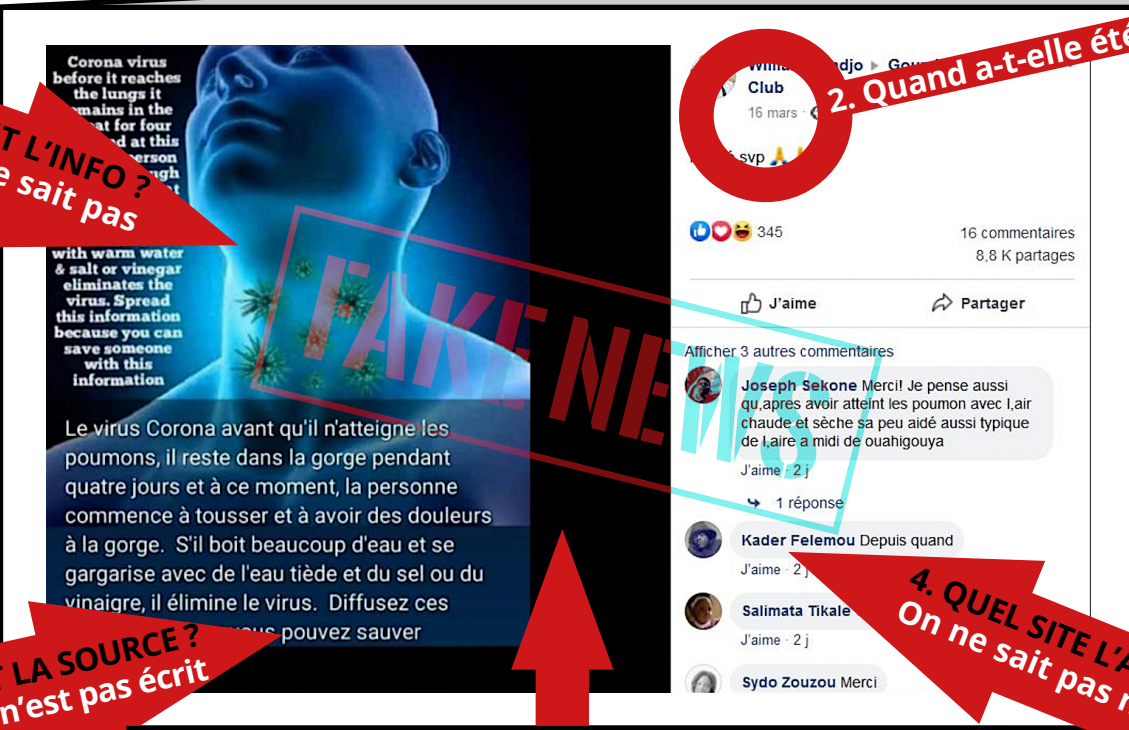 Corona virus
before it reaches
the lungs it
in the
for four
at this
with warm water
& salt or vinegar
eliminates the
virus. Spread
this information
because you can
save someone
with this
information
L'INFO ?
sait pas
Le virus Corona avant qu'il n'atteigne les
poumons, il reste dans la gorge pendant
quatre jours et à ce moment, la personne
commence à tousser et à avoir des douleurs
à la gorge. S'il boit beaucoup d'eau et se
gargarise avec de l'eau tiède et du sel ou du
vinaigre, il élimine le virus. Diffusez ces
pouvez sauver
LA SOURCE ?
n'est pas écrit
FAKE NEWS
2. Quand a-t-elle été
Club
16 mars
svp
345
16 commentaires
8,8 K partages
J'aime
Partager
Afficher 3 autres commentaires
Joseph Sekone Merci! Je pense aussi
qu,apres avoir atteint les poumon avec l,air
chaude et sèche sa peu aidé aussi typique
de l,aire a midi de ouahigouya
J'aime · 2 j
1 réponse
Kader Felemou Depuis quand
J'aime · 2 j
Salimata Tikale
J'aime · 2 j
Sydo Zouzou Merci
4. QUEL SITE
On ne sait pas